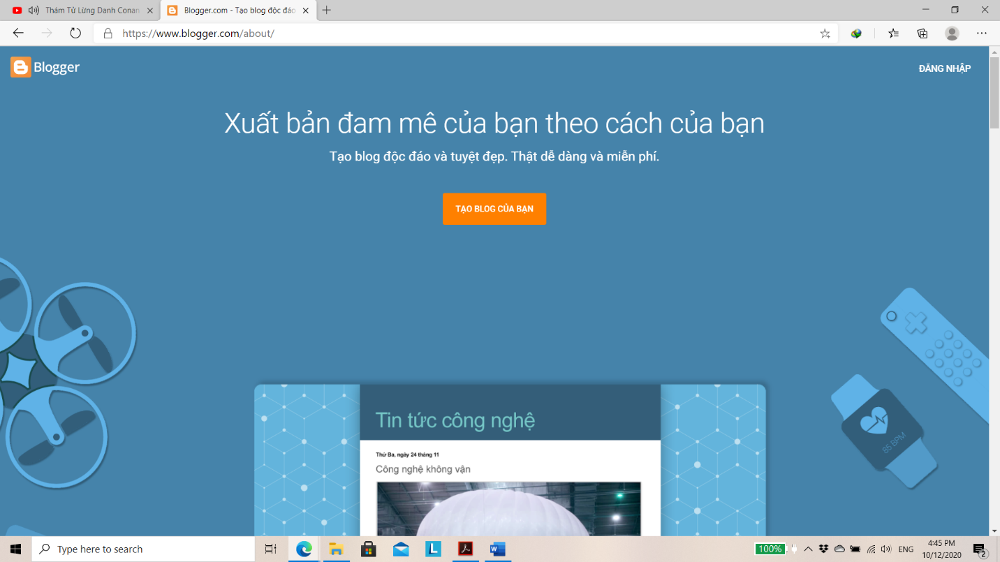 Thám Tử Lừng Danh Conan
Blogger.com - Tạo blog độc đáo
https://www.blogger.com/about/
Blogger
ĐĂNG NHẬP
Xuất bản đam mê của bạn theo cách của bạn
Tạo blog độc đáo và tuyệt đẹp. Thật dễ dàng và miễn phí.
TẠO BLOG CỦA BẠN
85 BPM
Tin tức công nghệ
Thứ Ba, ngày 24 tháng 11
Công nghệ không vận
Type here to search
L
W
100%
ENG
4:45 PM
10/12/2020
2